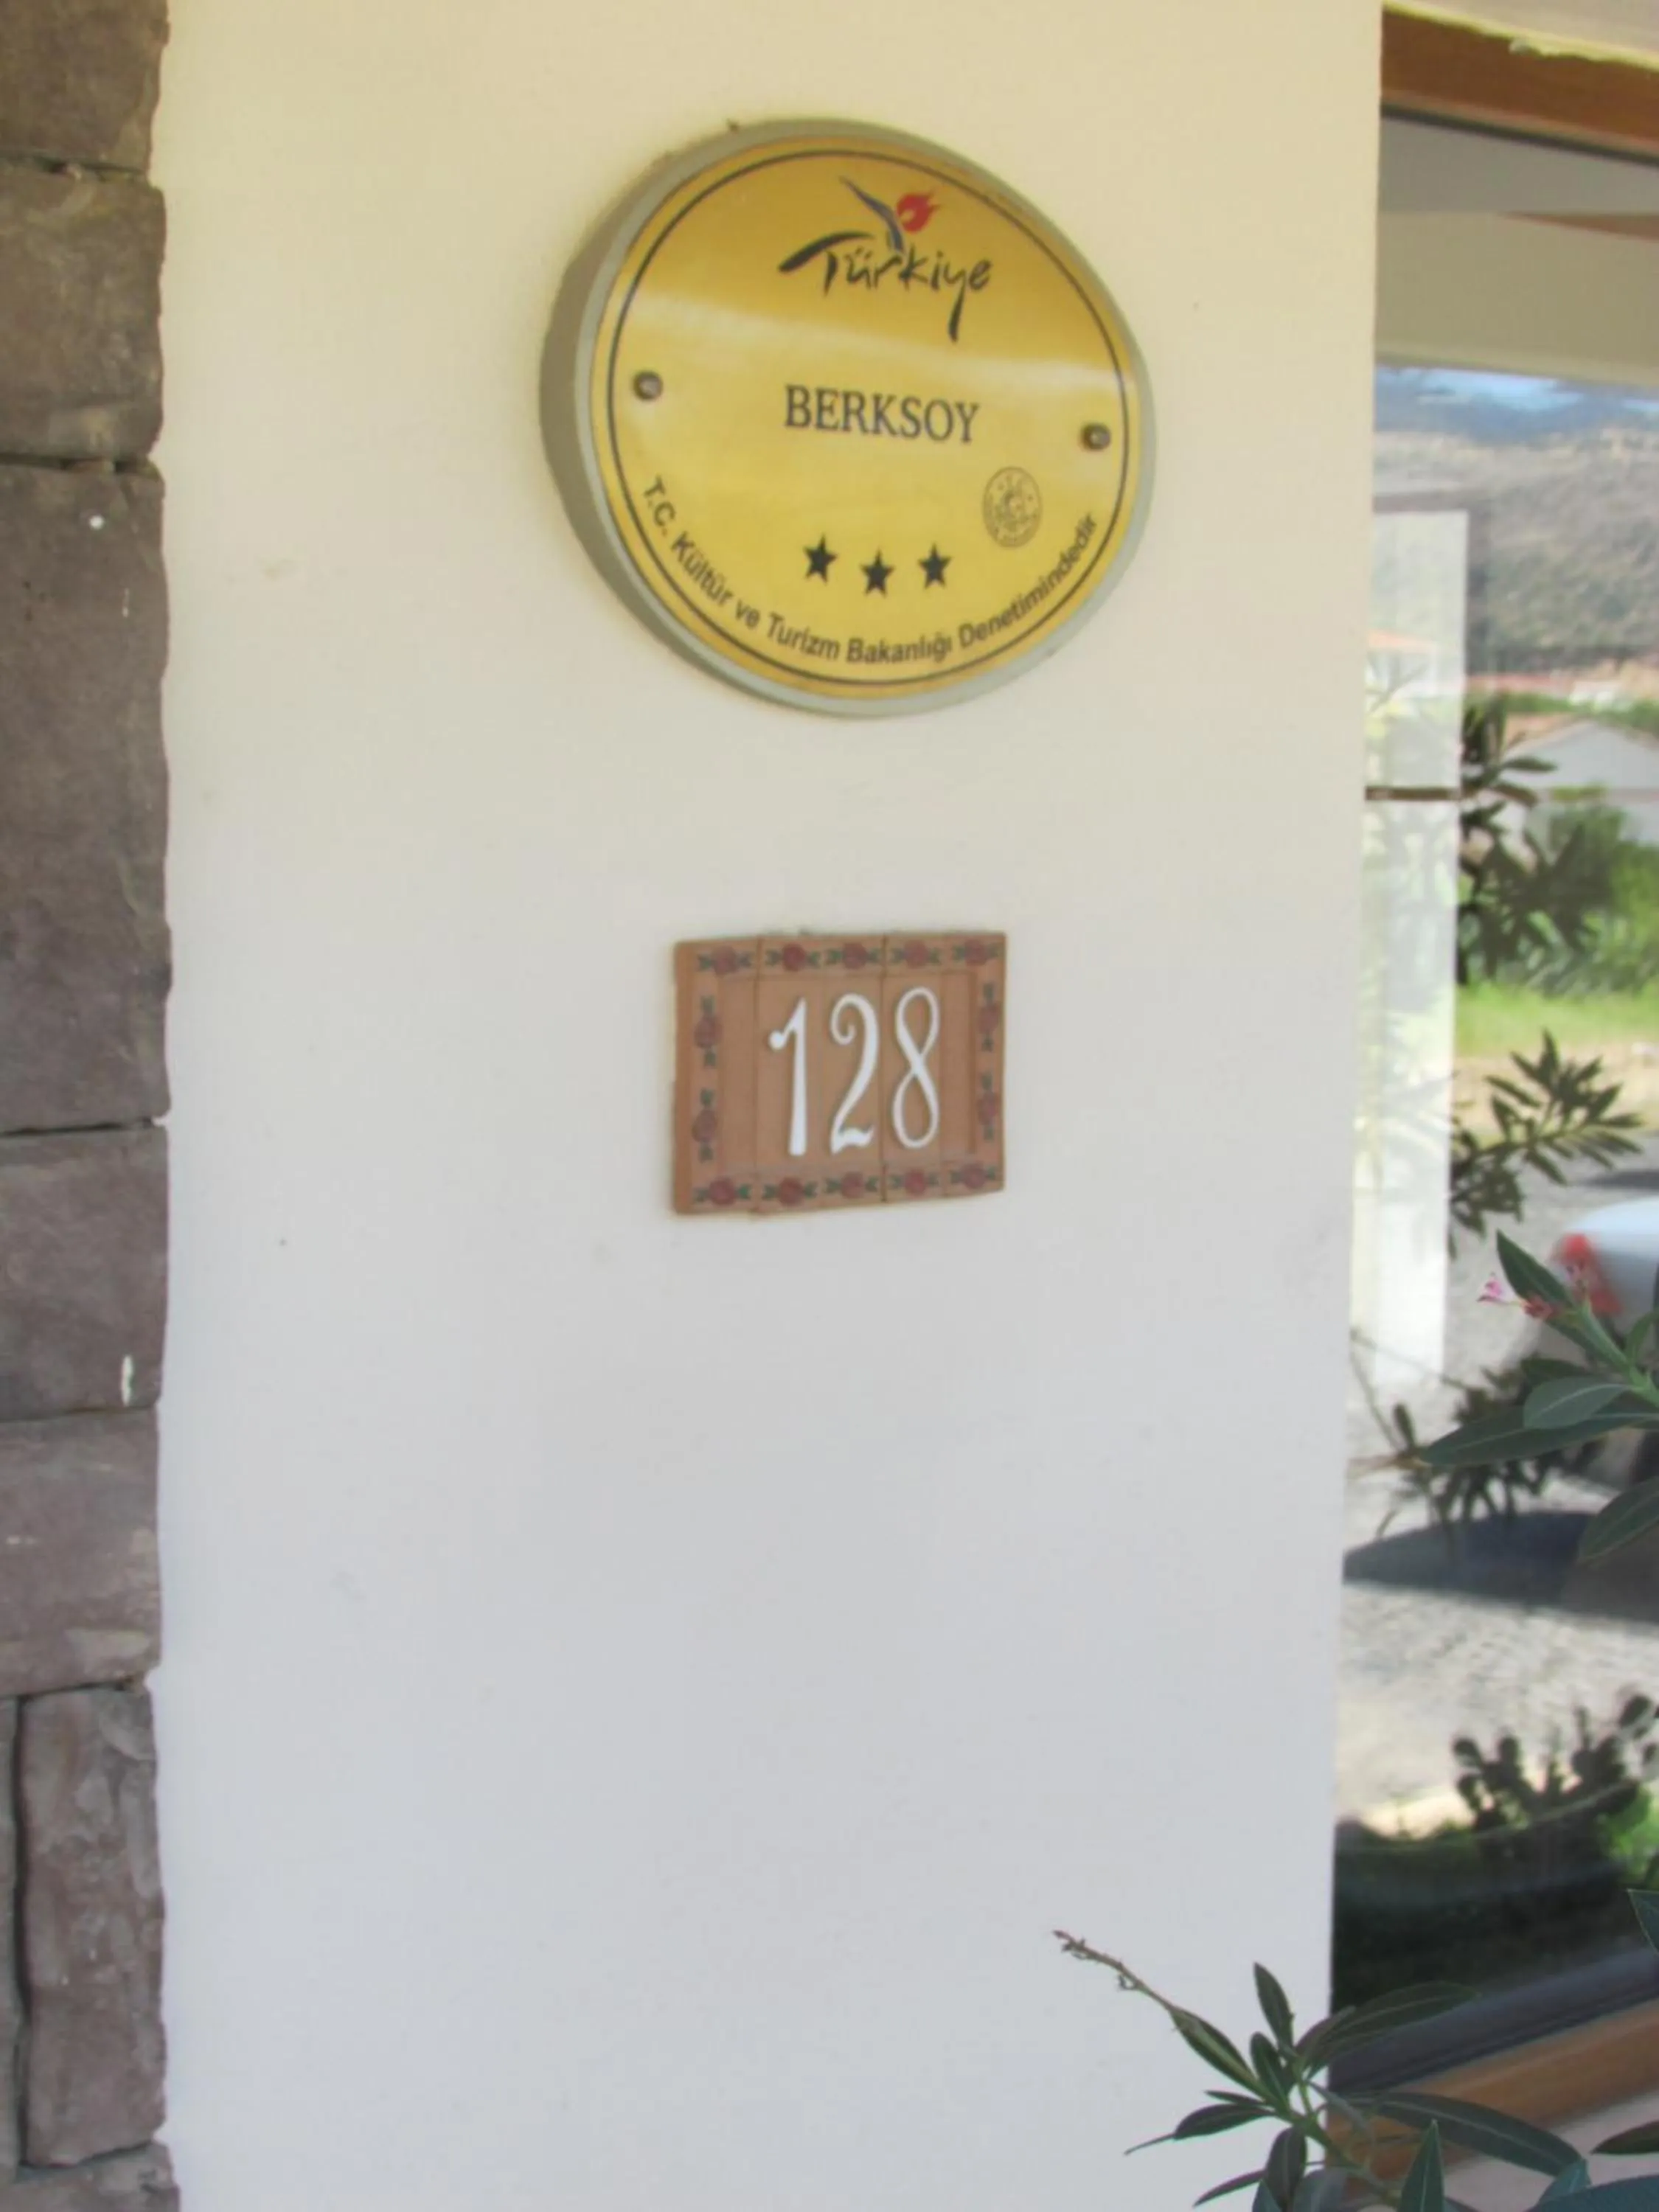 Türkiye
BERKSOY
T.C. Kültür ve Turizm Bakanlığı Denetimindedir
128